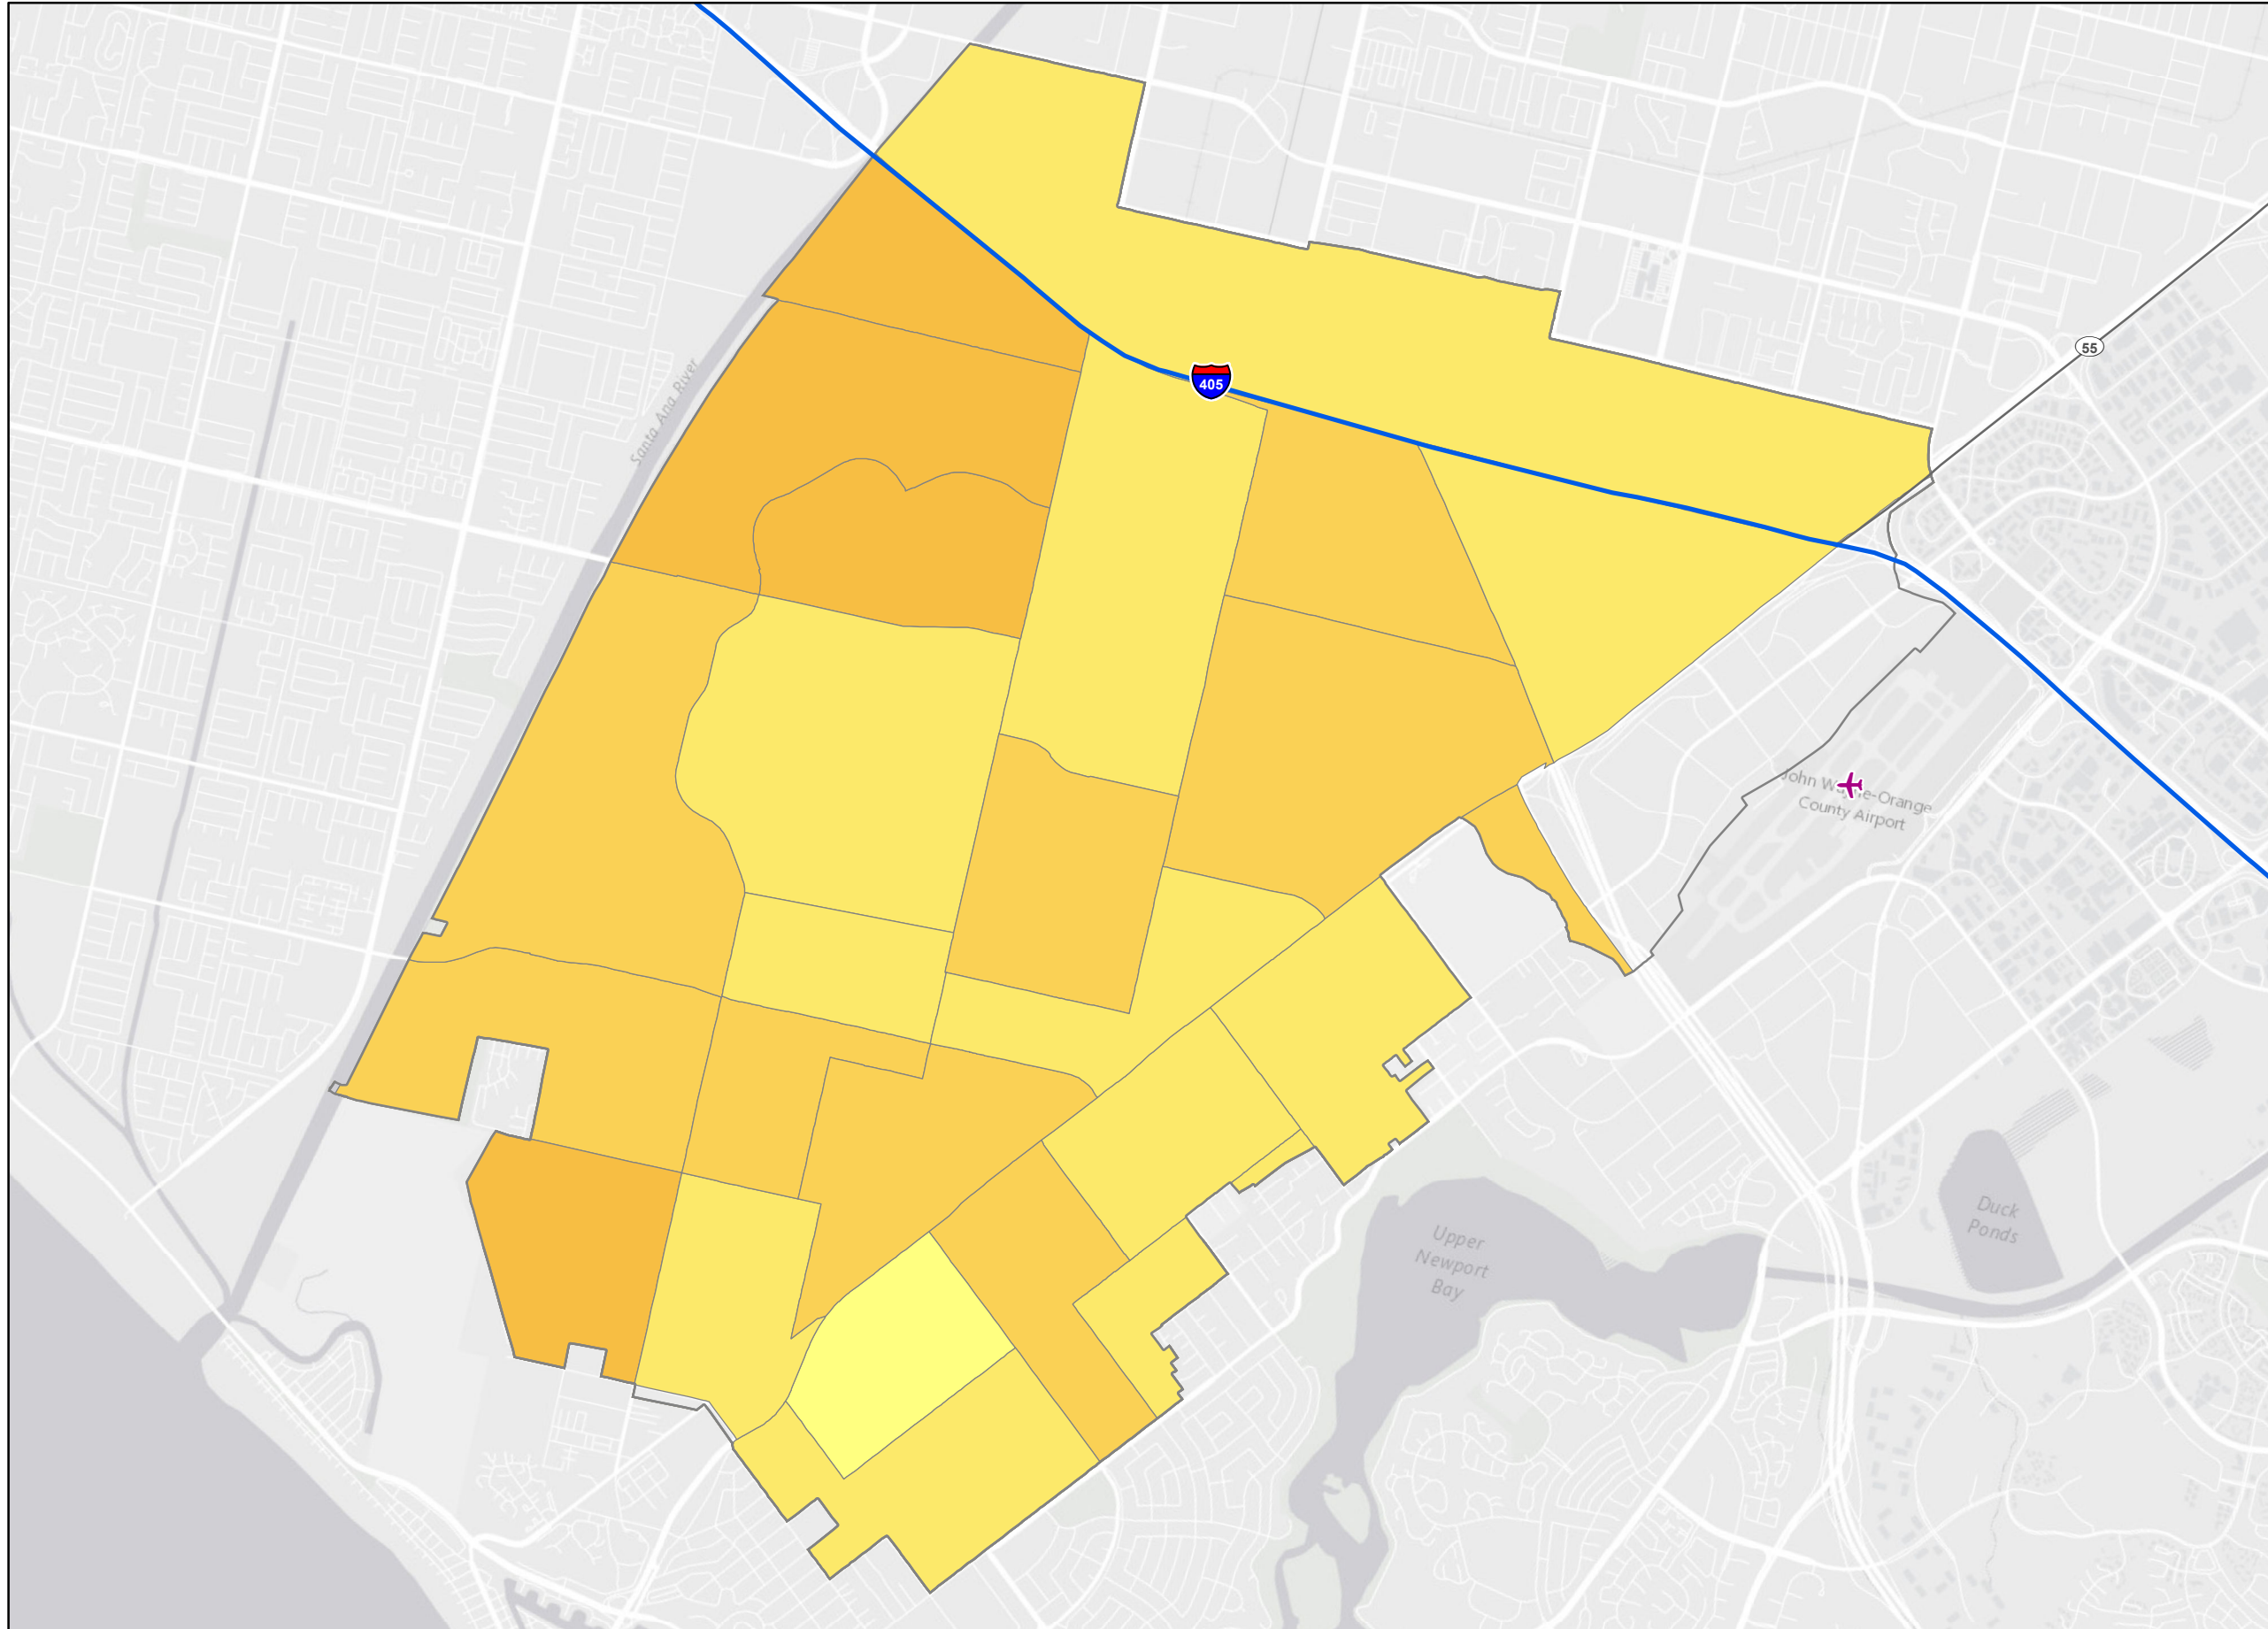 55
405
Santa Ana River
John Wayne-Orange
County Airport
Duck
Ponds
Upper
Newport
Bay